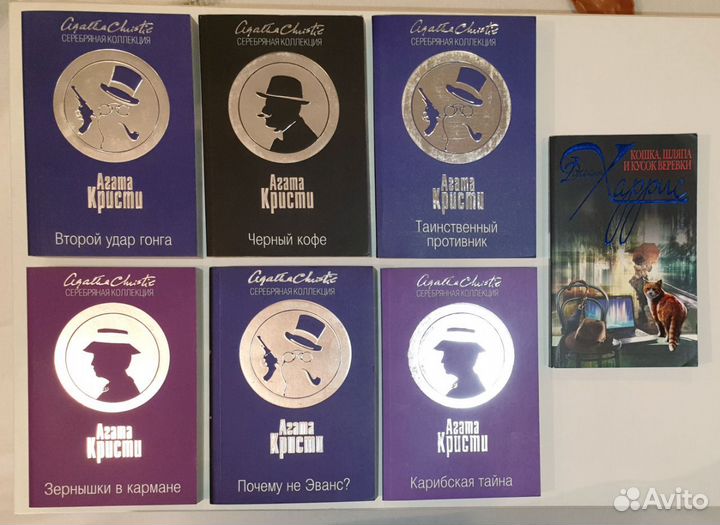 Agatha Christie
СЕРЕБРЯНАЯ КОЛЛЕКЦИЯ
Агата
Кристи
Второй удар гонга
Agatha Christie
СЕРЕБРЯНАЯ КОЛЛЕКЦИЯ
Агата
Кристи
Черный кофе
Agatha Christie
СЕРЕБРЯНАЯ КОЛЛЕКЦИЯ
Агата
Кристи
Таинственный
противник
КОШКА, ШЛЯПА
И КУСОК ВЕРЕВКИ
Джоанн
Харрис
Agatha Christie
СЕРЕБРЯНАЯ КОЛЛЕКЦИЯ
Агата
Кристи
Зернышки в кармане
Agatha Christie
СЕРЕБРЯНАЯ КОЛЛЕКЦИЯ
Агата
Кристи
Почему не Эванс?
Agatha Christie
СЕРЕБРЯННАЯ КОЛЛЕКЦИЯ
Агата
Кристи
Карибская тайна
Avito